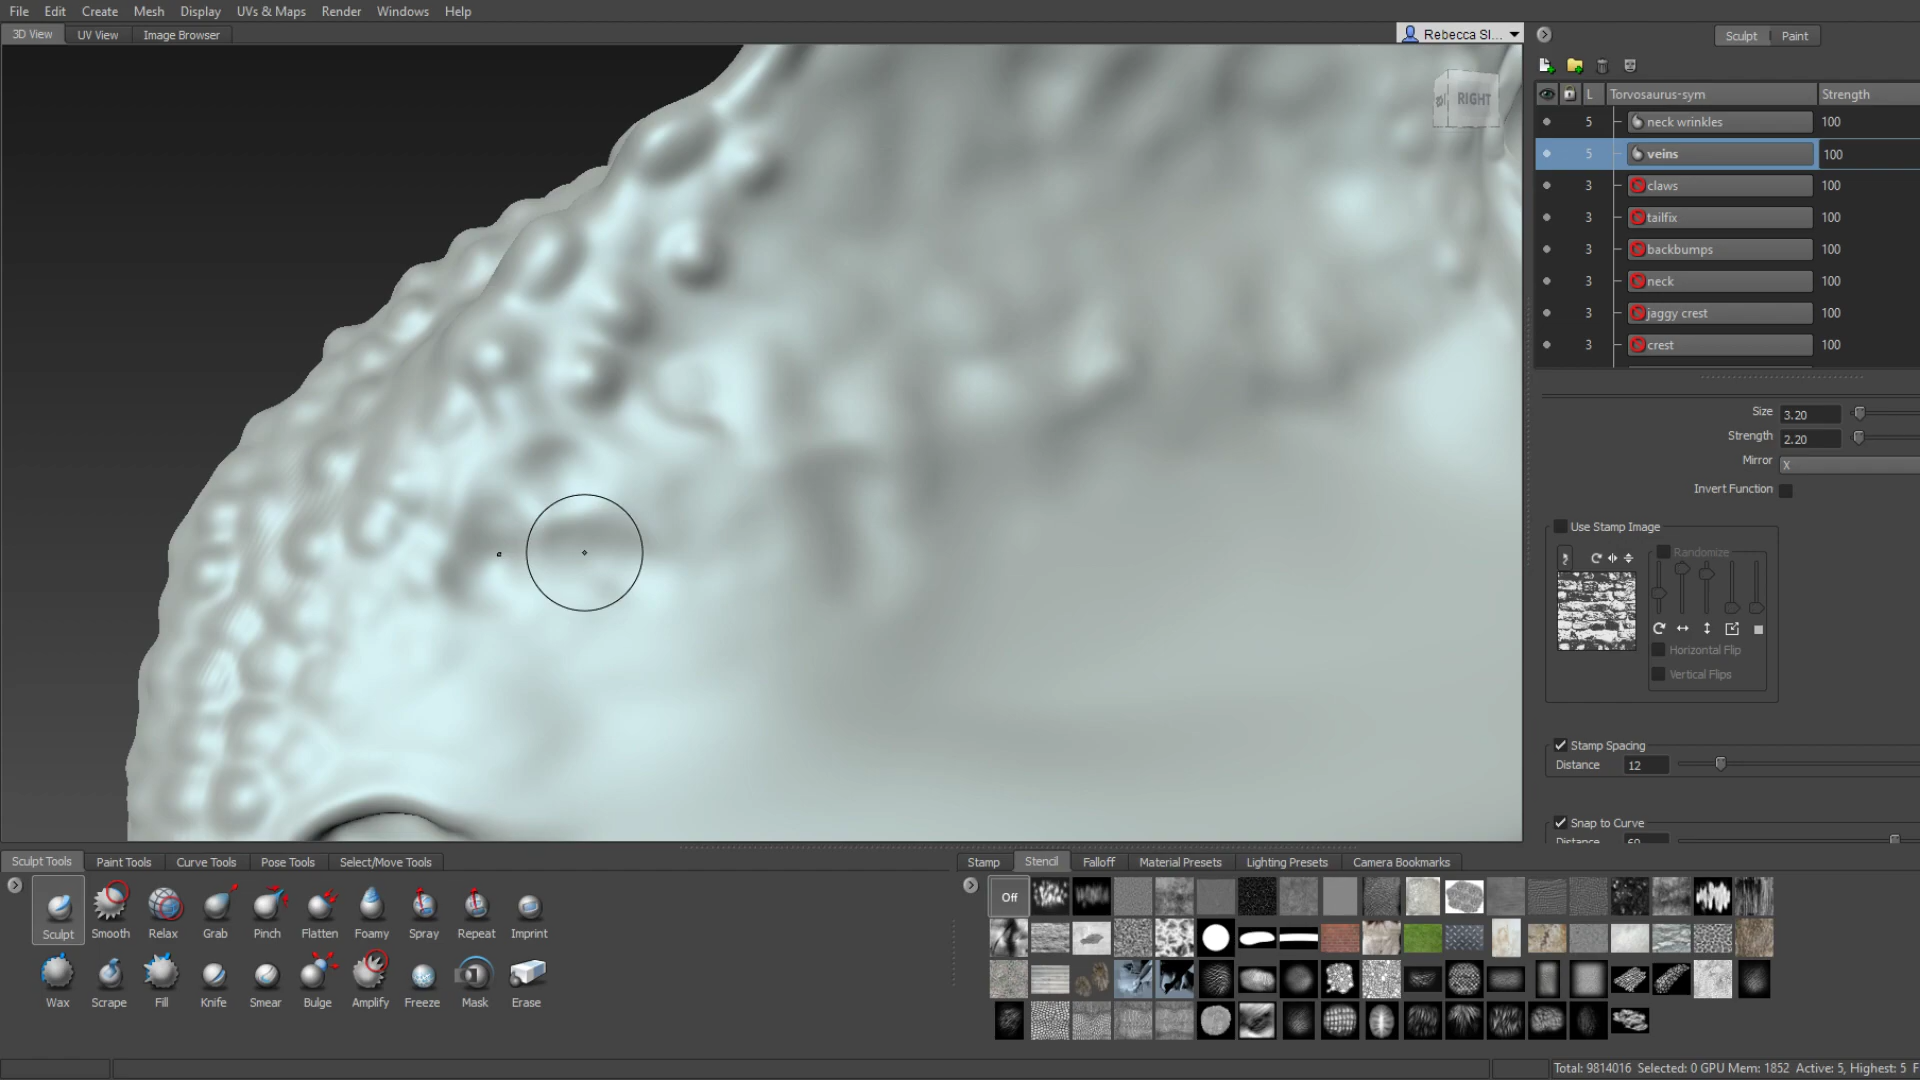 File Edit Create Mesh Display UVs & Maps Render Windows Help
3D View UV View Image Browser
Rebecca Sl... Sculpt Paint
RIGHT
L Torvosaurus-sym Strength
5 neck wrinkles 100
5 veins 100
3 claws 100
3 tailfix 100
3 backbumps 100
3 neck 100
3 jaggy crest 100
3 crest 100
Size 3.20
Strength 2.20
Mirror X
Invert Function
Use Stamp Image
Randomize
Horizontal Flip
Vertical Flips
Stamp Spacing
Distance 12
Snap to Curve
Distance 60
Sculpt Tools Paint Tools Curve Tools Pose Tools Select/Move Tools
Stamp Stencil Falloff Material Presets Lighting Presets Camera Bookmarks
Off
Sculpt Smooth Relax Grab Pinch Flatten Foamy Spray Repeat Imprint
Wax Scrape Fill Knife Smear Bulge Amplify Freeze Mask Erase
Total: 9814016 Selected: 0 GPU Mem: 1852 Active: 5, Highest: 5 F